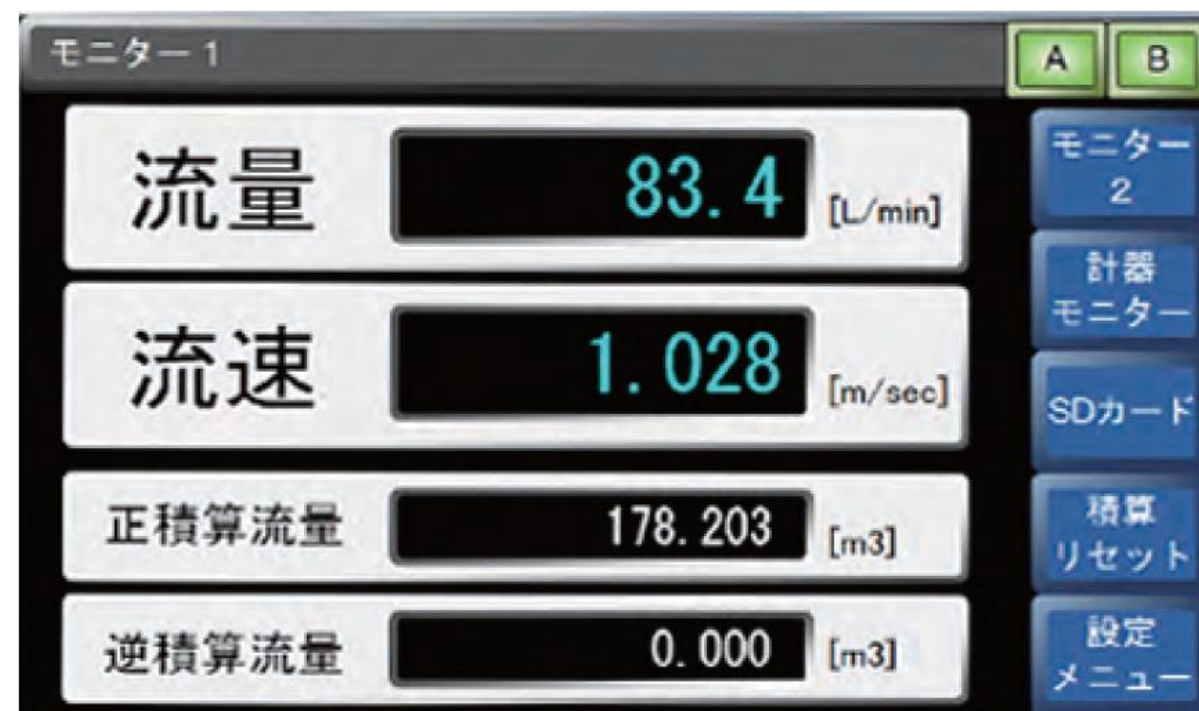 モニター 1
A
B
流量
83.4
[L/min]
流速
1.028
[m/sec]
正積算流量
178.203
[m3]
逆積算流量
0.000
[m3]
モニター
2
計器
モニター
SDカード
積算
リセット
設定
メニュー